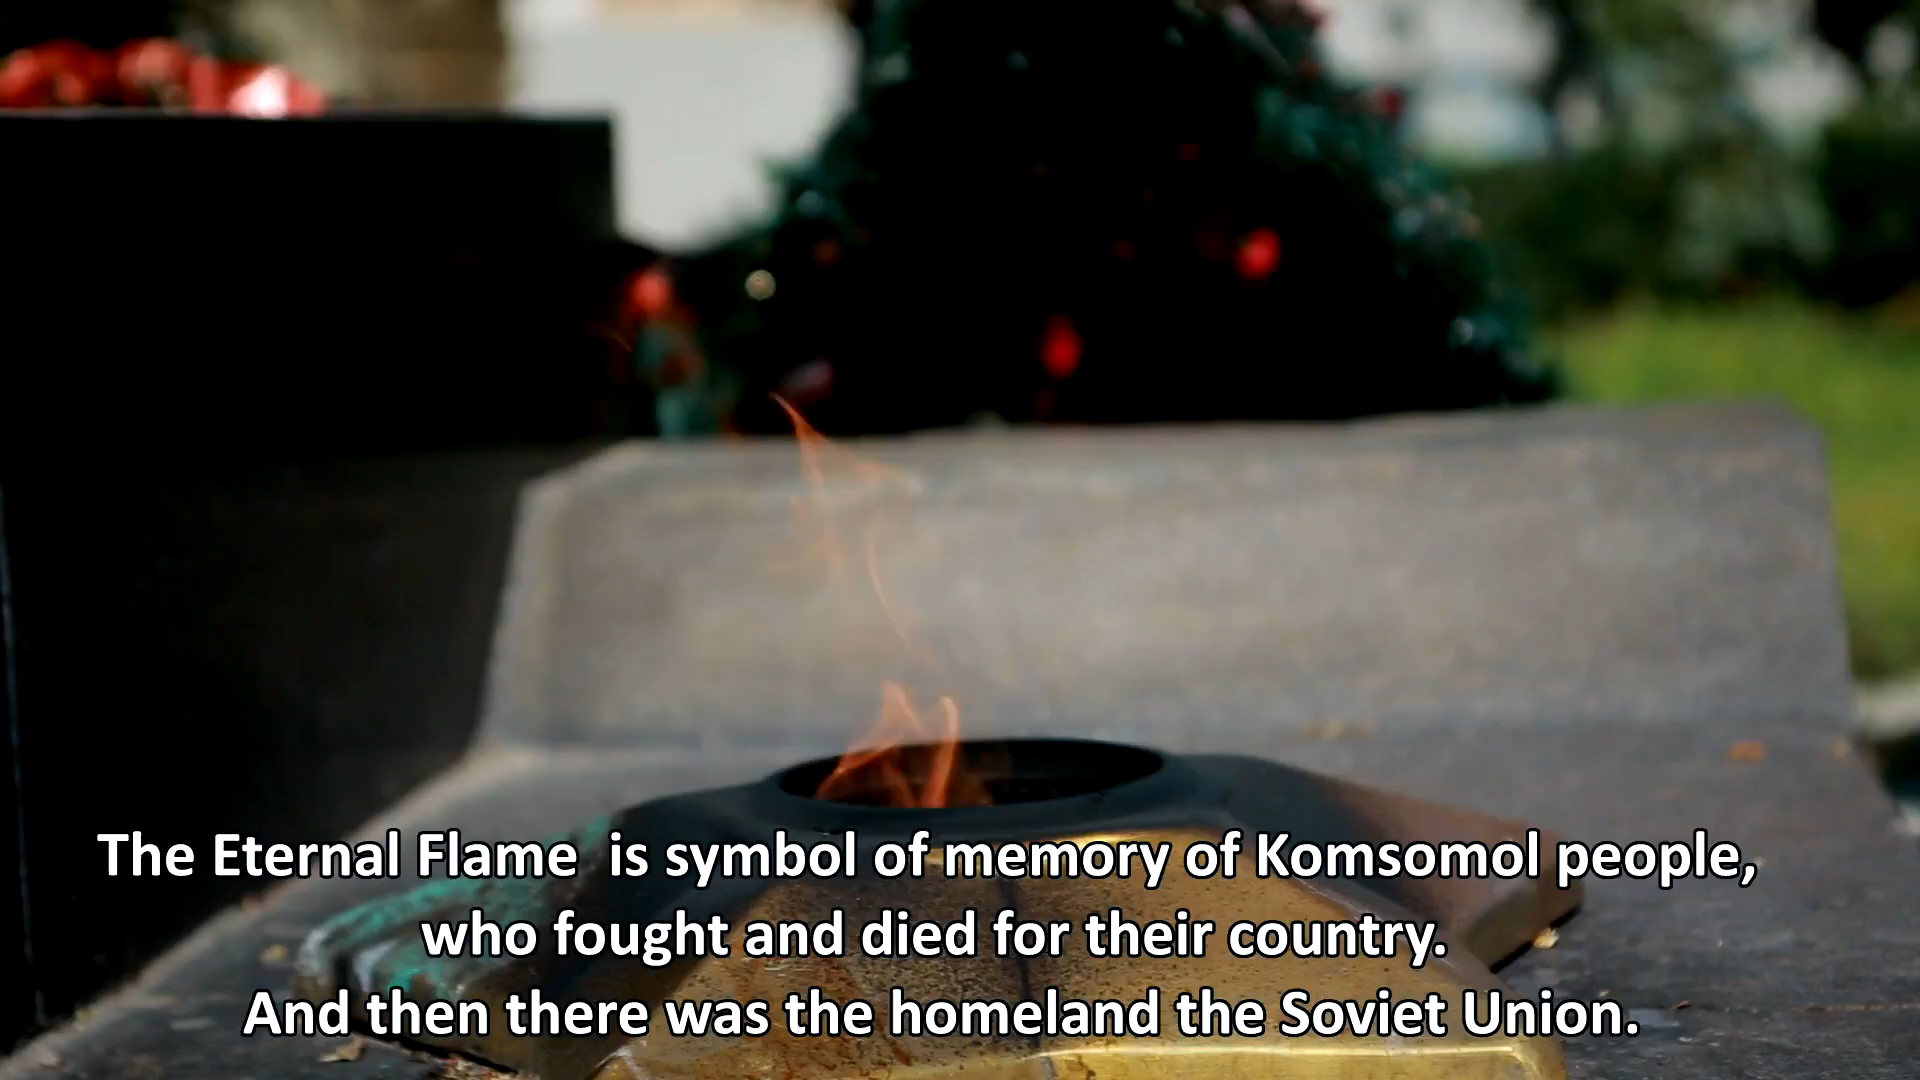 The Eternal Flame  is symbol of memory of Komsomol people,
who fought and died for their country.
And then there was the homeland the Soviet Union.